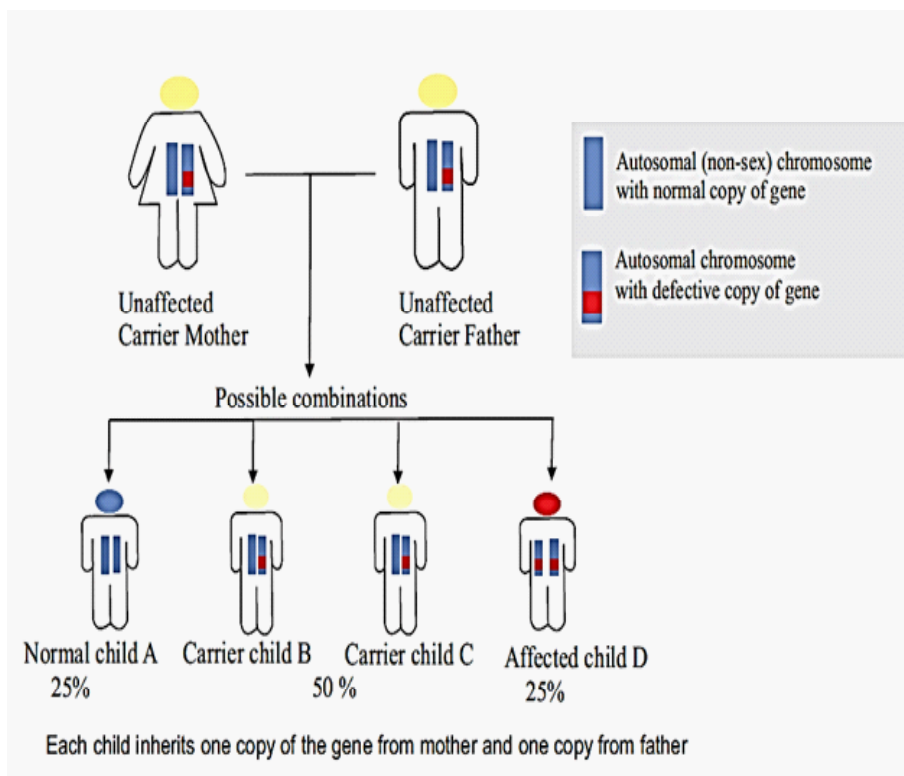 Autosomal (non-sex) chromosome
with normal copy of gene
Autosomal chromosome
with defective copy of gene
Unaffected
Carrier Mother
Unaffected
Carrier Father
Possible combinations
Normal child A
25%
Carrier child B
Carrier child C
50 %
Affected child D
25%
Each child inherits one copy of the gene from mother and one copy from father